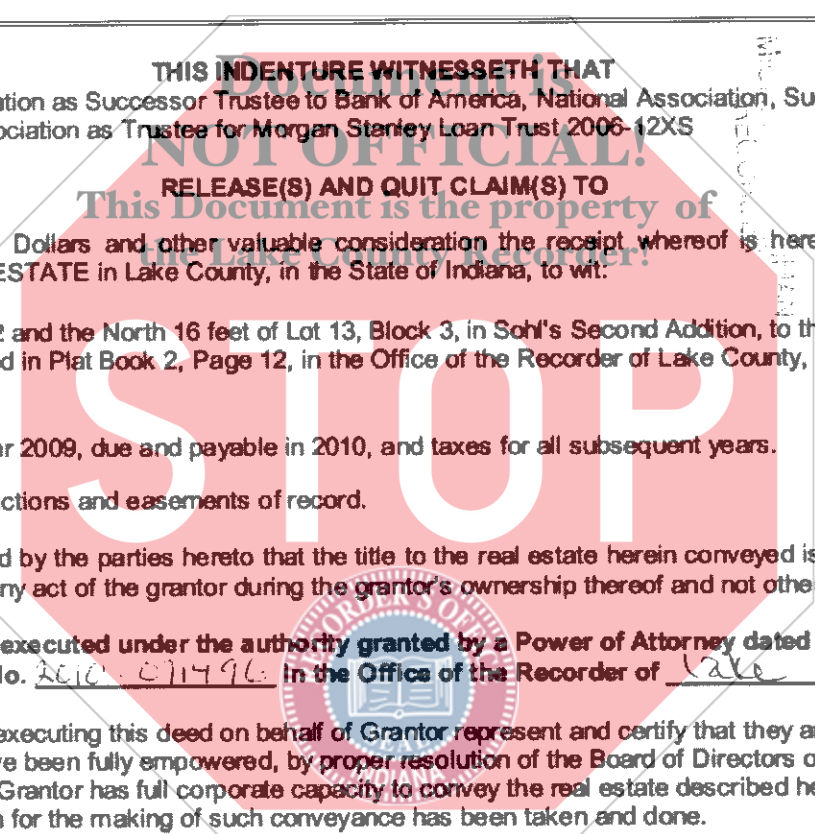 THIS INDENTURE WITNESSETH THAT
ation as Successor Trustee to Bank of America, National Association, Su
ociation as Trustee for Morgan Stanley Loan Trust 2006-12XS
RELEASE(S) AND QUIT CLAIM(S) TO
Dollars and other valuable consideration the receipt whereof is here
ESTATE in Lake County, in the State of Indiana, to wit:
2 and the North 16 feet of Lot 13, Block 3, in Sohl's Second Addition, to th
d in Plat Book 2, Page 12, in the Office of the Recorder of Lake County,
ar 2009, due and payable in 2010, and taxes for all subsequent years.
ctions and easements of record.
d by the parties hereto that the title to the real estate herein conveyed is
ny act of the grantor during the grantor's ownership thereof and not othe
executed under the authority granted by a Power of Attorney dated
No. 2010 071496 In the Office of the Recorder of Lake
executing this deed on behalf of Grantor represent and certify that they a
ve been fully empowered, by proper resolution of the Board of Directors o
Grantor has full corporate capacity to convey the real estate described he
n for the making of such conveyance has been taken and done.
Document is
NOT OFFICIAL!
This Document is the property of
the Lake County Recorder!
STOP
RECORDER'S OFFICE
SEAL
INDIANA